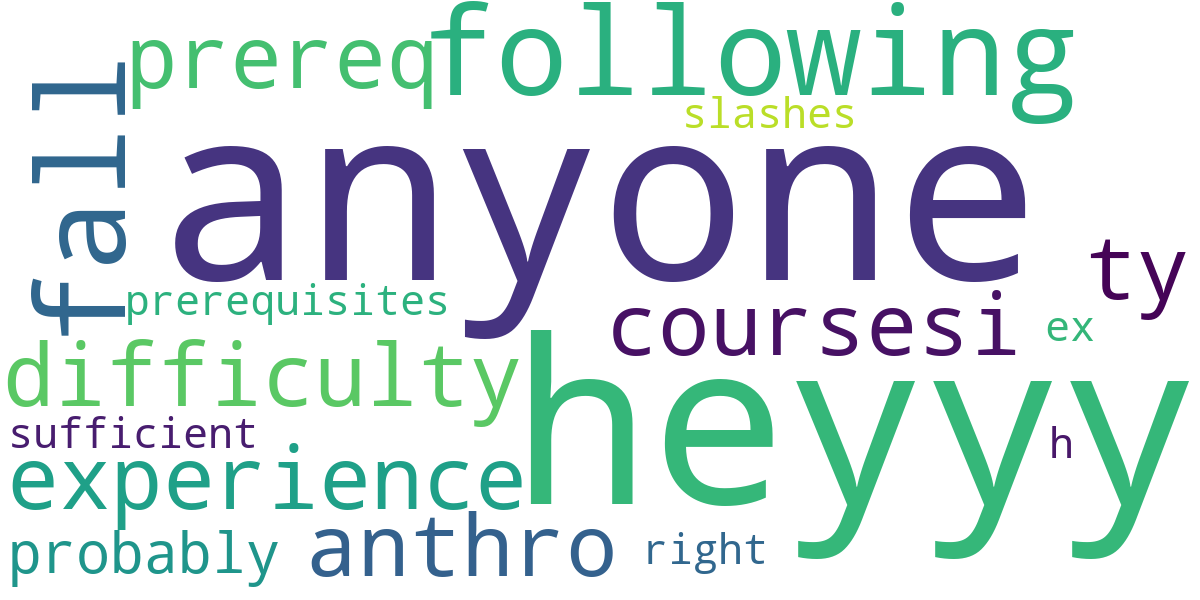 prereq following
slashes
fall
anyone
ty
prerequisites
coursesi
ex
difficulty
heyyy
sufficient
h
experience
probably
anthro
right